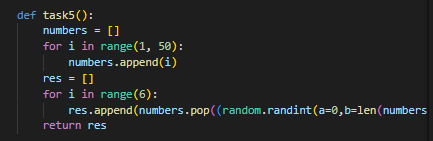 def task5():
    numbers = []
    for i in range(1, 50):
        numbers.append(i)
    res = []
    for i in range(6):
        res.append(numbers.pop((random.randint(a=0,b=len(numbers
    return res